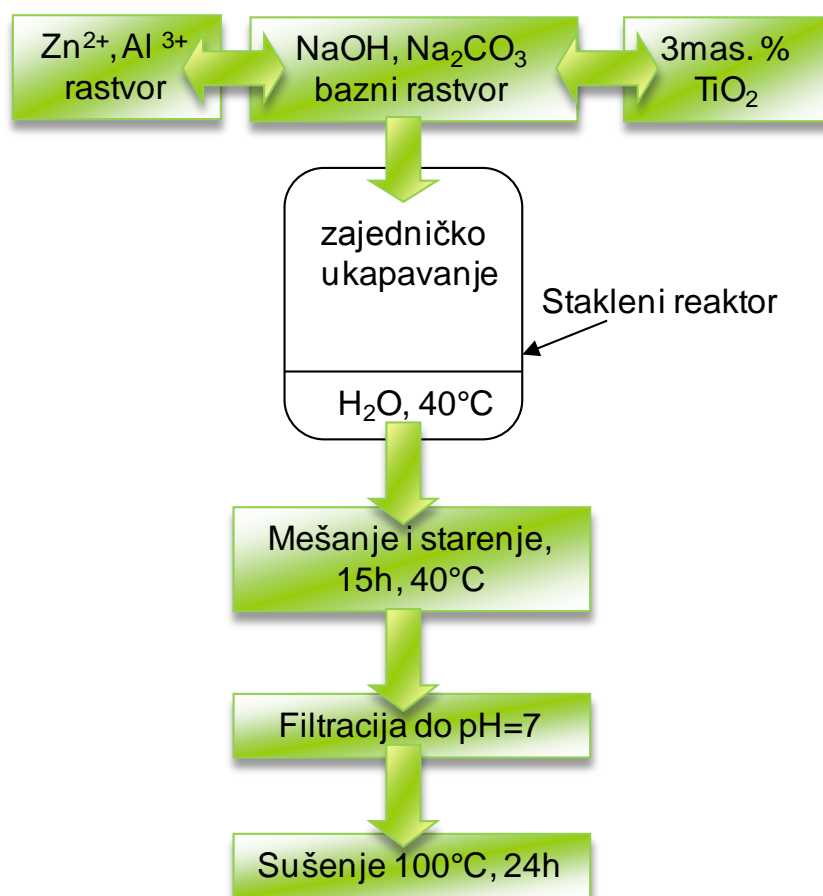 Zn²⁺, Al ³⁺
rastvor
NaOH, Na₂CO₃
bazni rastvor
3mas. %
TiO₂
zajedničko
ukapavanje
Stakleni reaktor
H₂O, 40°C
Mešanje i starenje,
15h, 40°C
Filtracija do pH=7
Sušenje 100°C, 24h